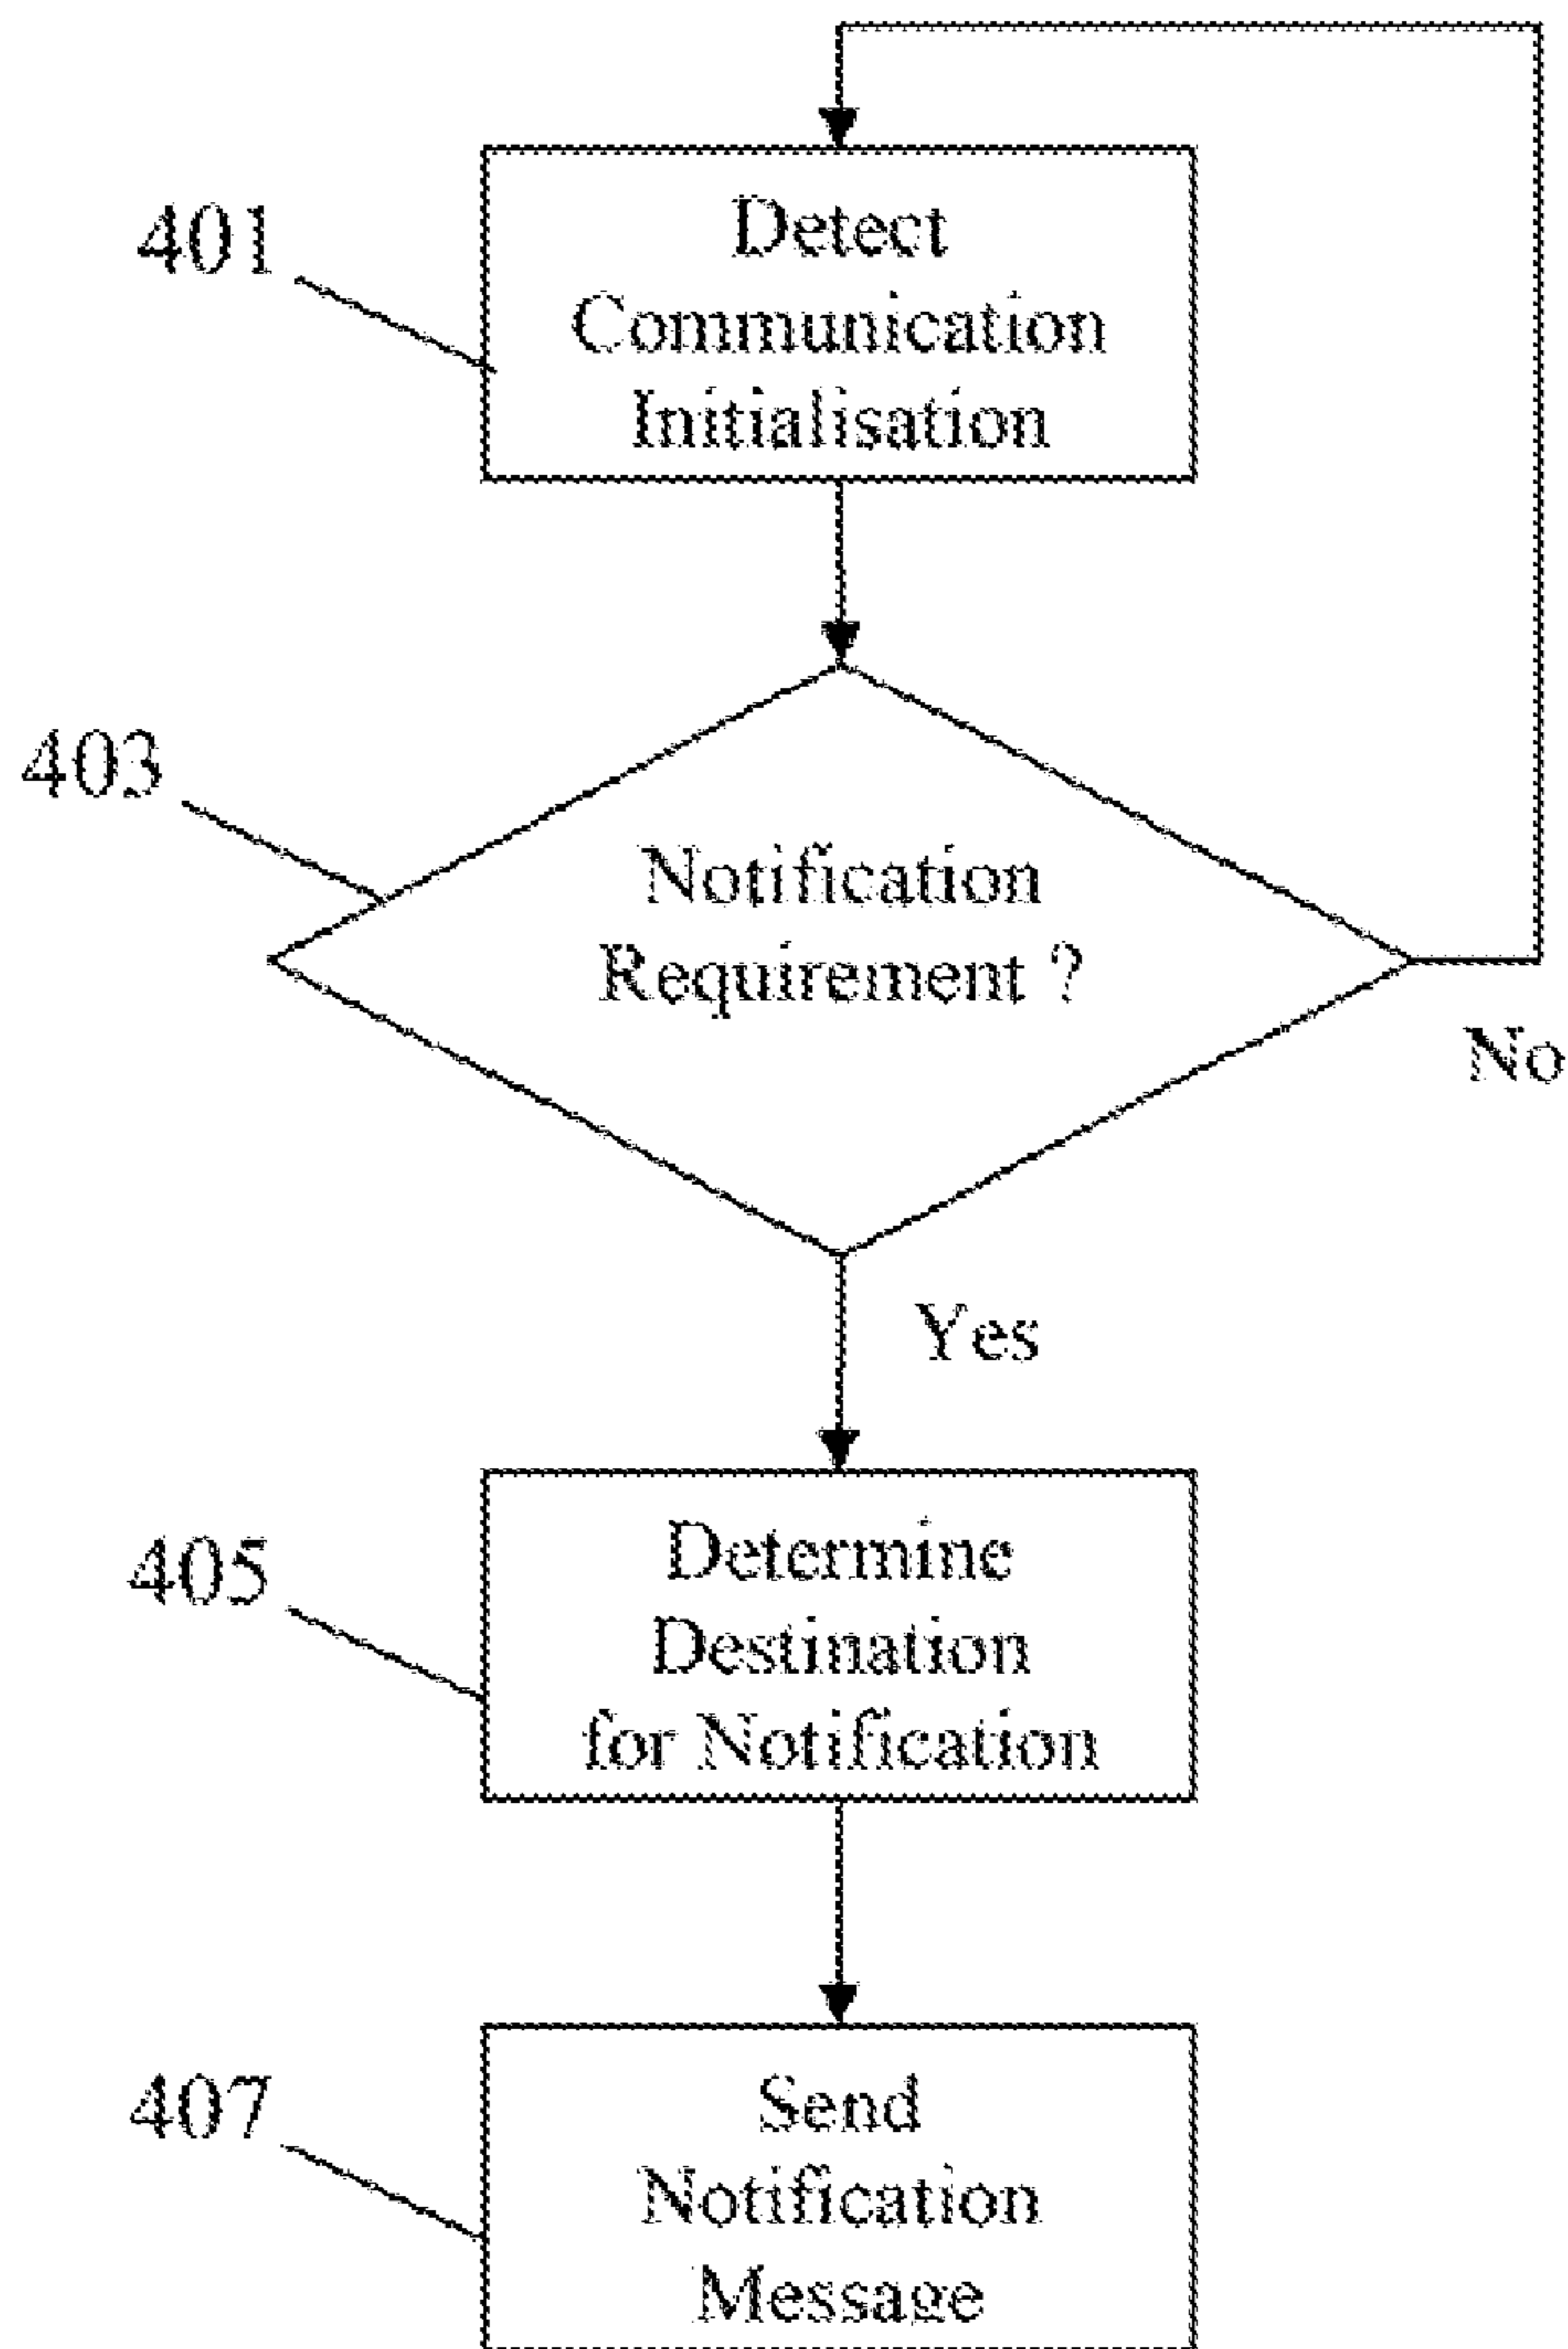 401
Detect
Communication
Initialisation
403
Notification
Requirement ?
No
Yes
405
Determine
Destination
for Notification
407
Send
Notification
Message